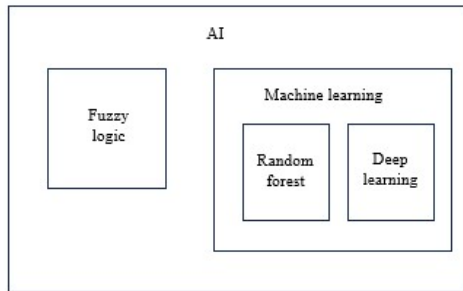 AI
Fuzzy
logic
Machine learning
Random
forest
Deep
learning